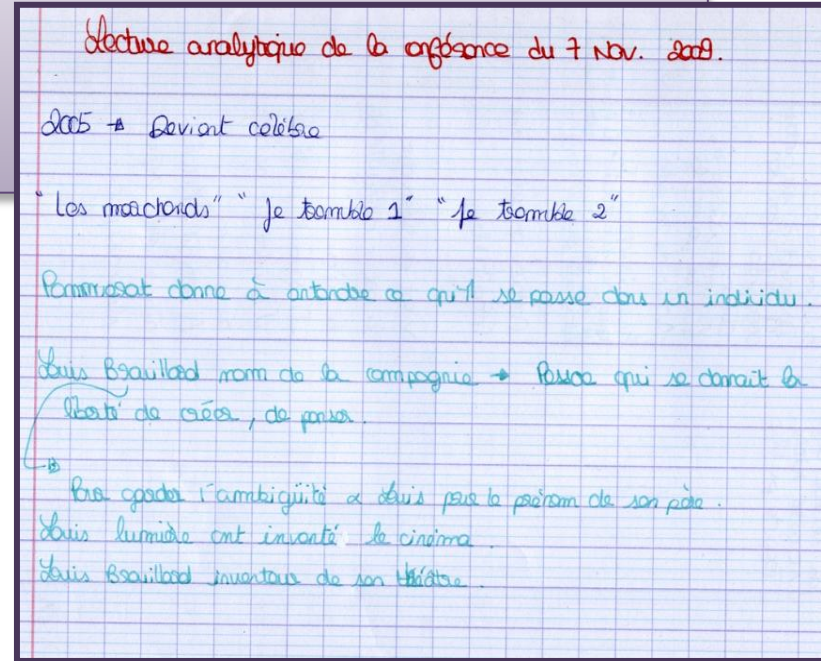 Lecture analytique de la conférence du 7 Nov. 2009.
2005 → Devient célèbre
"Les marchands" "Je tremble 1" "Je tremble 2"
Pommerat donne à entendre ce qu'il se passe dans un individu.
Louis Brouillard nom de la compagnie → Pouce qui se donnait la
liberté de créer, de penser.
→ Pour garder l'ambiguïté Louis pour le prénom de son père.
Louis lumière ont inventé le cinéma.
Louis Brouillard inventeur de son théâtre.